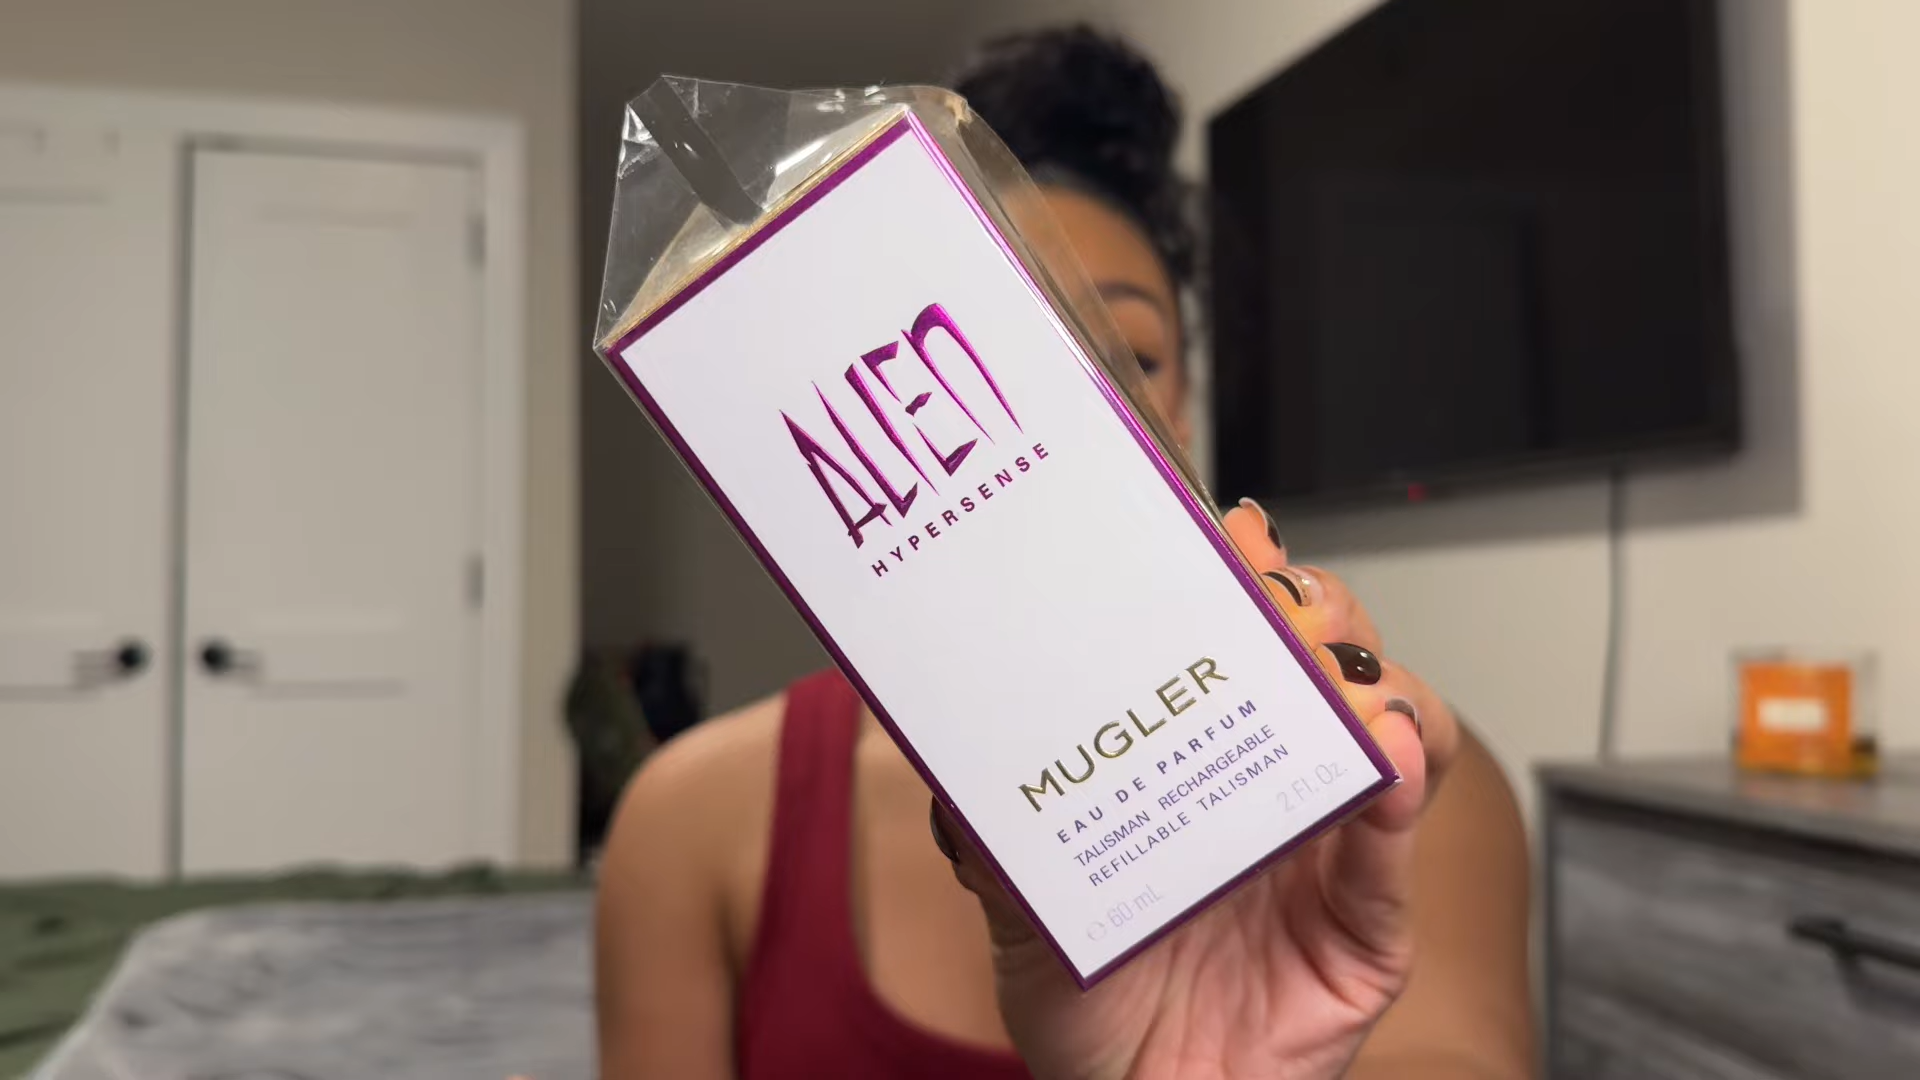 ALIEN
HYPERSENSE
MUGLER
EAU DE PARFUM
TALISMAN RECHARGEABLE
REFILLABLE TALISMAN
℮ 60 mL
2 Fl. Oz.